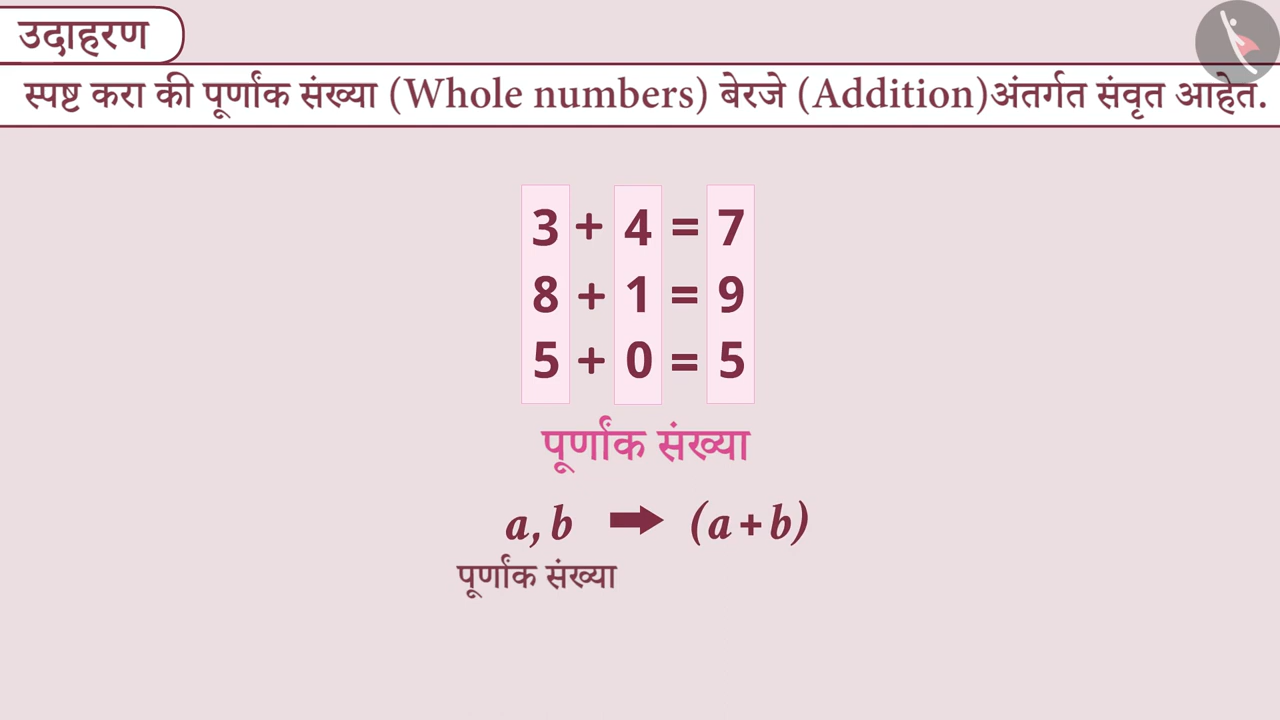 उदाहरण
स्पष्ट करा की पूर्णांक संख्या (Whole numbers) बेरजे (Addition)अंतर्गत संवृत आहेत.
3 + 4 = 7
8 + 1 = 9
5 + 0 = 5
पूर्णांक संख्या
a, b ➡ (a + b)
पूर्णांक संख्या